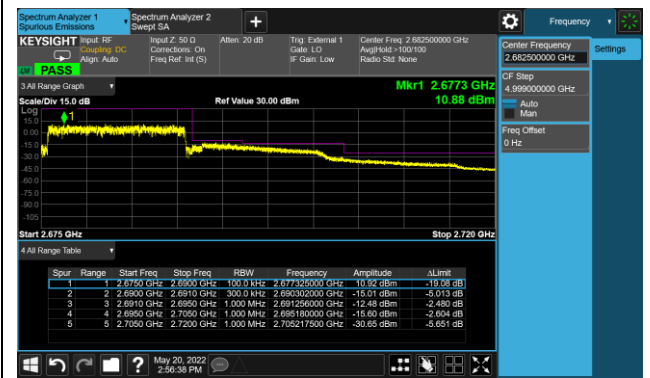 Spectrum Analyzer 1
Spurious Emissions
Spectrum Analyzer 2
Swept SA
+
Frequency
KEYSIGHT
Input: RF
Coupling: DC
Align: Auto
Input Z: 50 Ω
Corrections: On
Freq Ref: Int (S)
Atten: 20 dB
Trig: External 1
Gate: LO
IF Gain: Low
Center Freq: 2.682500000 GHz
Avg|Hold:>100/100
Radio Std: None
PASS
Center Frequency
2.682500000 GHz
Settings
CF Step
4.999000000 GHz
Auto
Man
Freq Offset
0 Hz
3 All Range Graph
Mkr1 2.6773 GHz
Scale/Div 15.0 dB
Ref Value 30.00 dBm
10.88 dBm
Log
15.0
0.00
-15.0
-30.0
-45.0
-60.0
-75.0
-90.0
-105
1
Start 2.675 GHz
Stop 2.720 GHz
4 All Range Table
Spur Range Start Freq Stop Freq RBW Frequency Amplitude ΔLimit
1 1 2.6750 GHz 2.6900 GHz 100.0 kHz 2.677325000 GHz 10.92 dBm -19.08 dB
2 2 2.6900 GHz 2.6910 GHz 300.0 kHz 2.690302000 GHz -15.01 dBm -5.013 dB
3 3 2.6910 GHz 2.6950 GHz 1.000 MHz 2.691256000 GHz -12.48 dBm -2.480 dB
4 4 2.6950 GHz 2.7050 GHz 1.000 MHz 2.695180000 GHz -15.60 dBm -2.604 dB
5 5 2.7050 GHz 2.7200 GHz 1.000 MHz 2.705217500 GHz -30.65 dBm -5.651 dB
?
May 20, 2022
2:56:38 PM